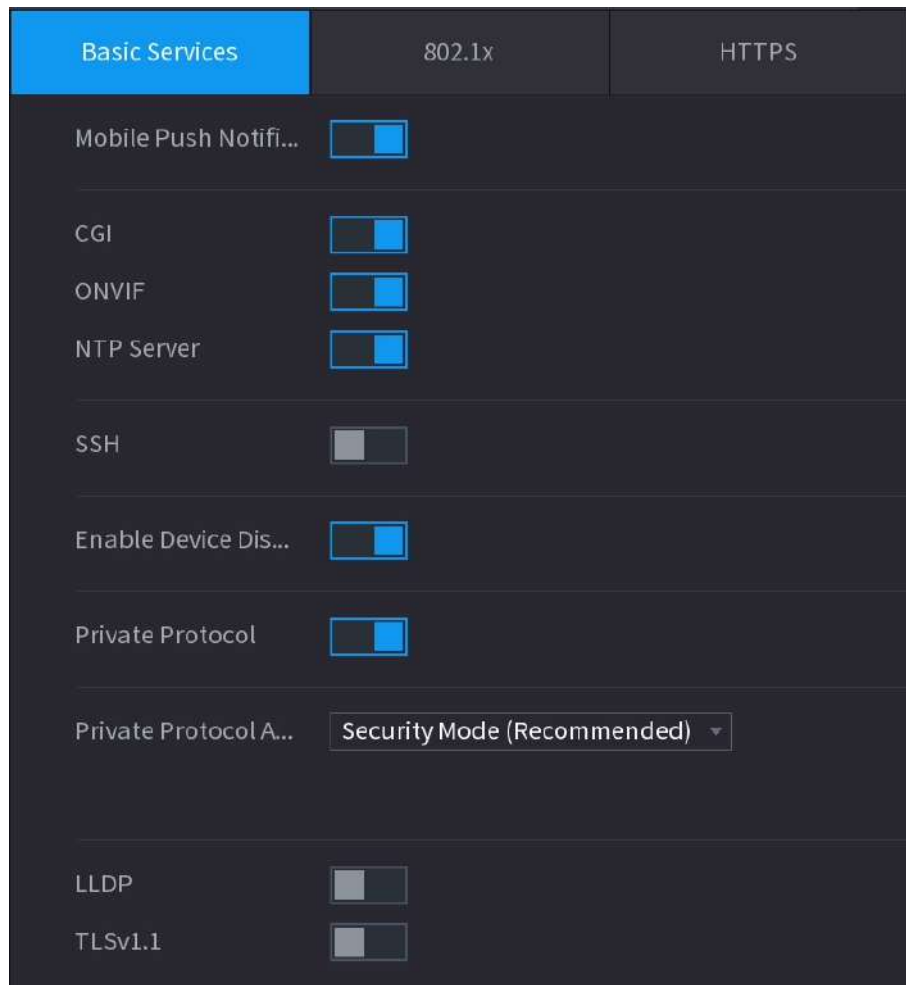 Basic Services 802.1x HTTPS
Mobile Push Notifi...
CGI
ONVIF
NTP Server
SSH
Enable Device Dis...
Private Protocol
Private Protocol A... Security Mode (Recommended)
LLDP
TLSv1.1